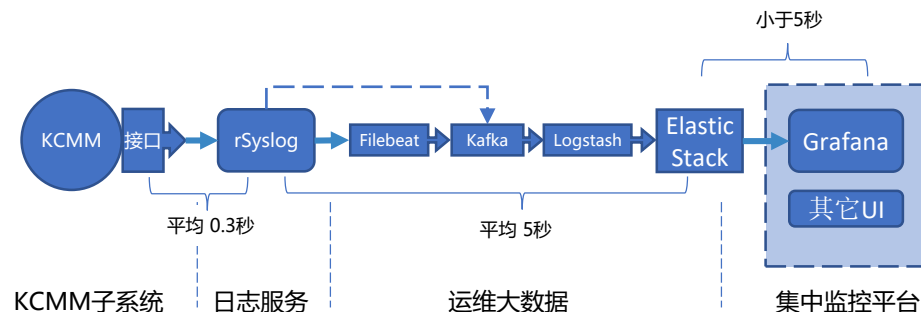 小于5秒
KCMM
接口
rSyslog
Filebeat
Kafka
Logstash
Elastic
Stack
Grafana
其它UI
平均 0.3秒
平均 5秒
KCMM子系统
日志服务
运维大数据
集中监控平台